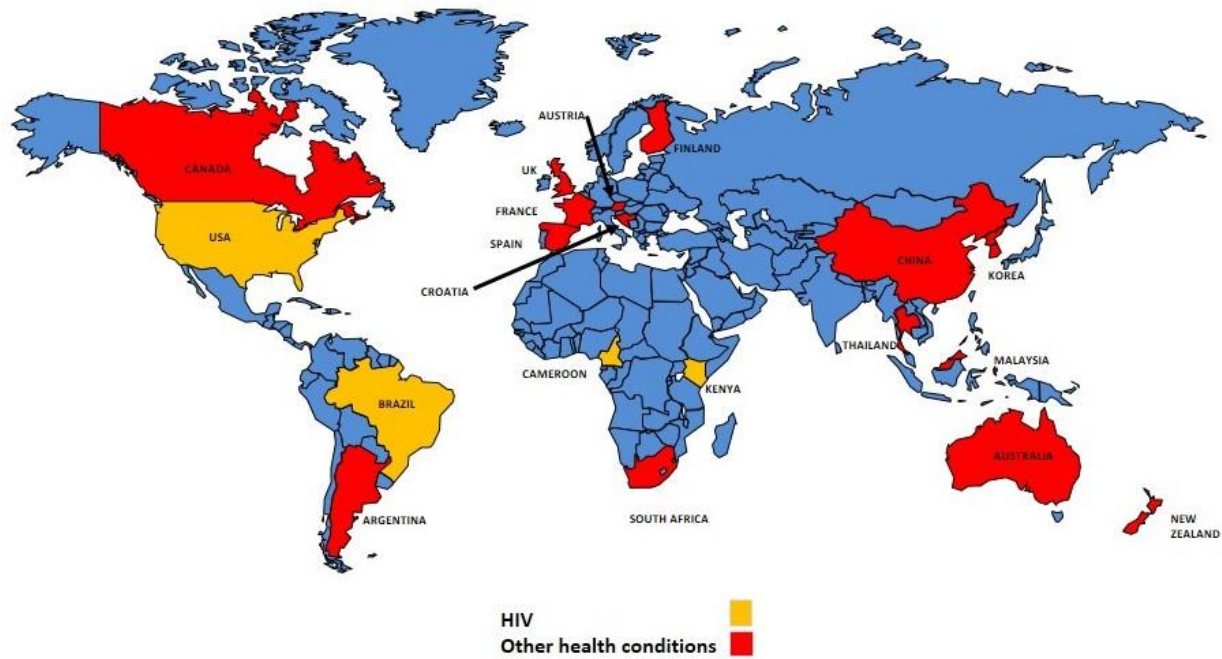 AUSTRIA
FINLAND
UK
CANADA
FRANCE
USA
SPAIN
CHINA
KOREA
CROATIA
THAILAND
MALAYSIA
CAMEROON
KENYA
BRAZIL
AUSTRALIA
ARGENTINA
SOUTH AFRICA
NEW
ZEALAND
HIV
Other health conditions